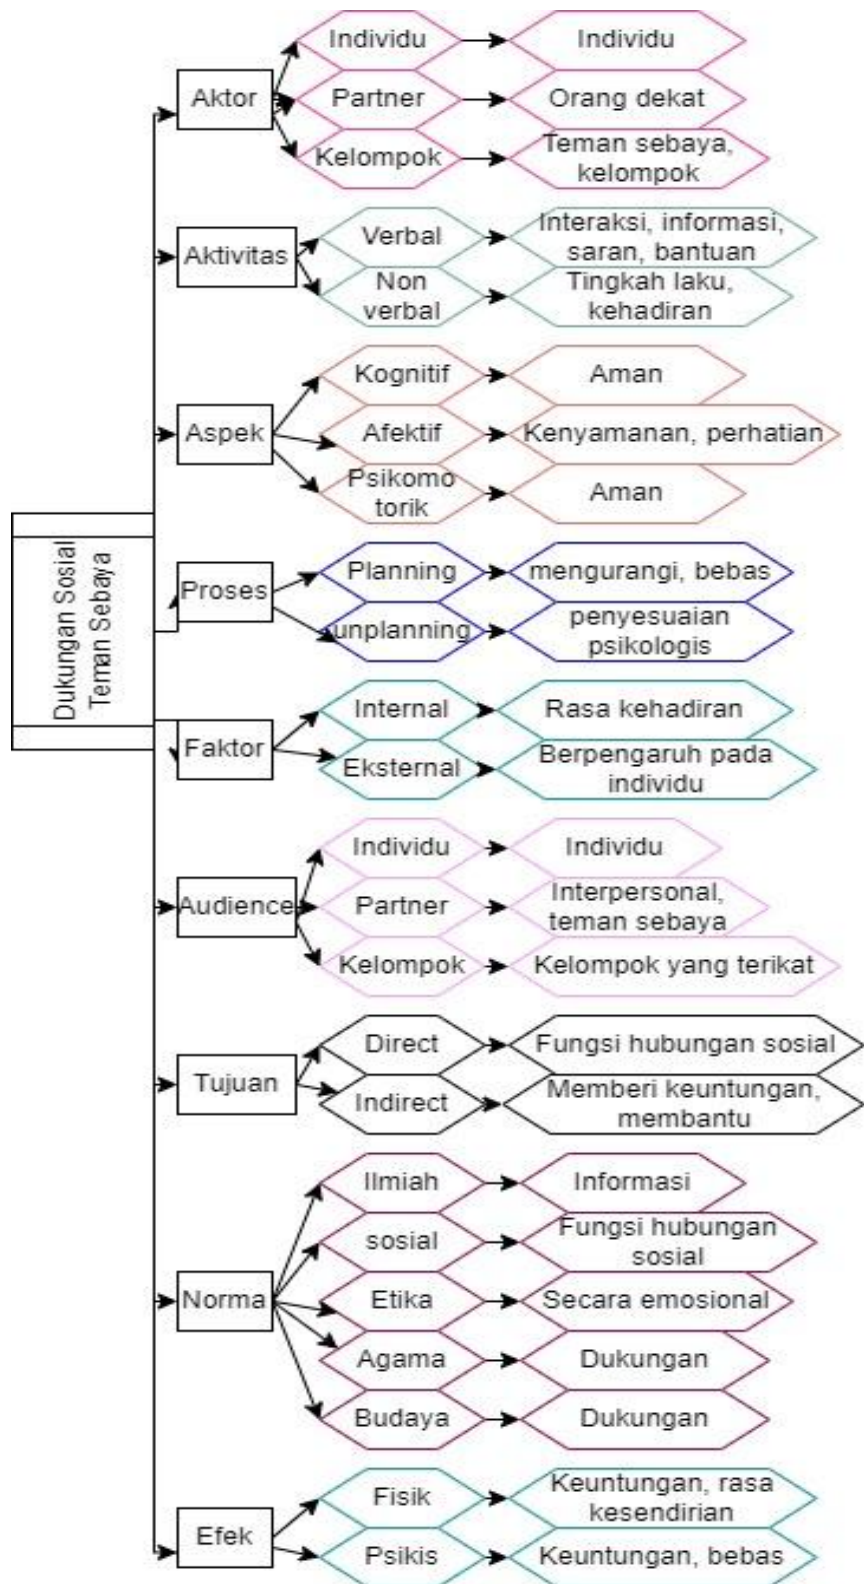 Dukungan Sosial
Teman Sebaya
Aktor
Individu
Individu
Partner
Orang dekat
Kelompok
Teman sebaya,
kelompok
Aktivitas
Verbal
Interaksi, informasi,
saran, bantuan
Non
verbal
Tingkah laku,
kehadiran
Aspek
Kognitif
Aman
Afektif
Kenyamanan, perhatian
Psikomo
torik
Aman
Proses
Planning
mengurangi, bebas
unplanning
penyesuaian
psikologis
Faktor
Internal
Rasa kehadiran
Eksternal
Berpengaruh pada
individu
Audience
Individu
Individu
Partner
Interpersonal,
teman sebaya
Kelompok
Kelompok yang terikat
Tujuan
Direct
Fungsi hubungan sosial
Indirect
Memberi keuntungan,
membantu
Norma
Ilmiah
Informasi
sosial
Fungsi hubungan
sosial
Etika
Secara emosional
Agama
Dukungan
Budaya
Dukungan
Efek
Fisik
Keuntungan, rasa
kesendirian
Psikis
Keuntungan, bebas